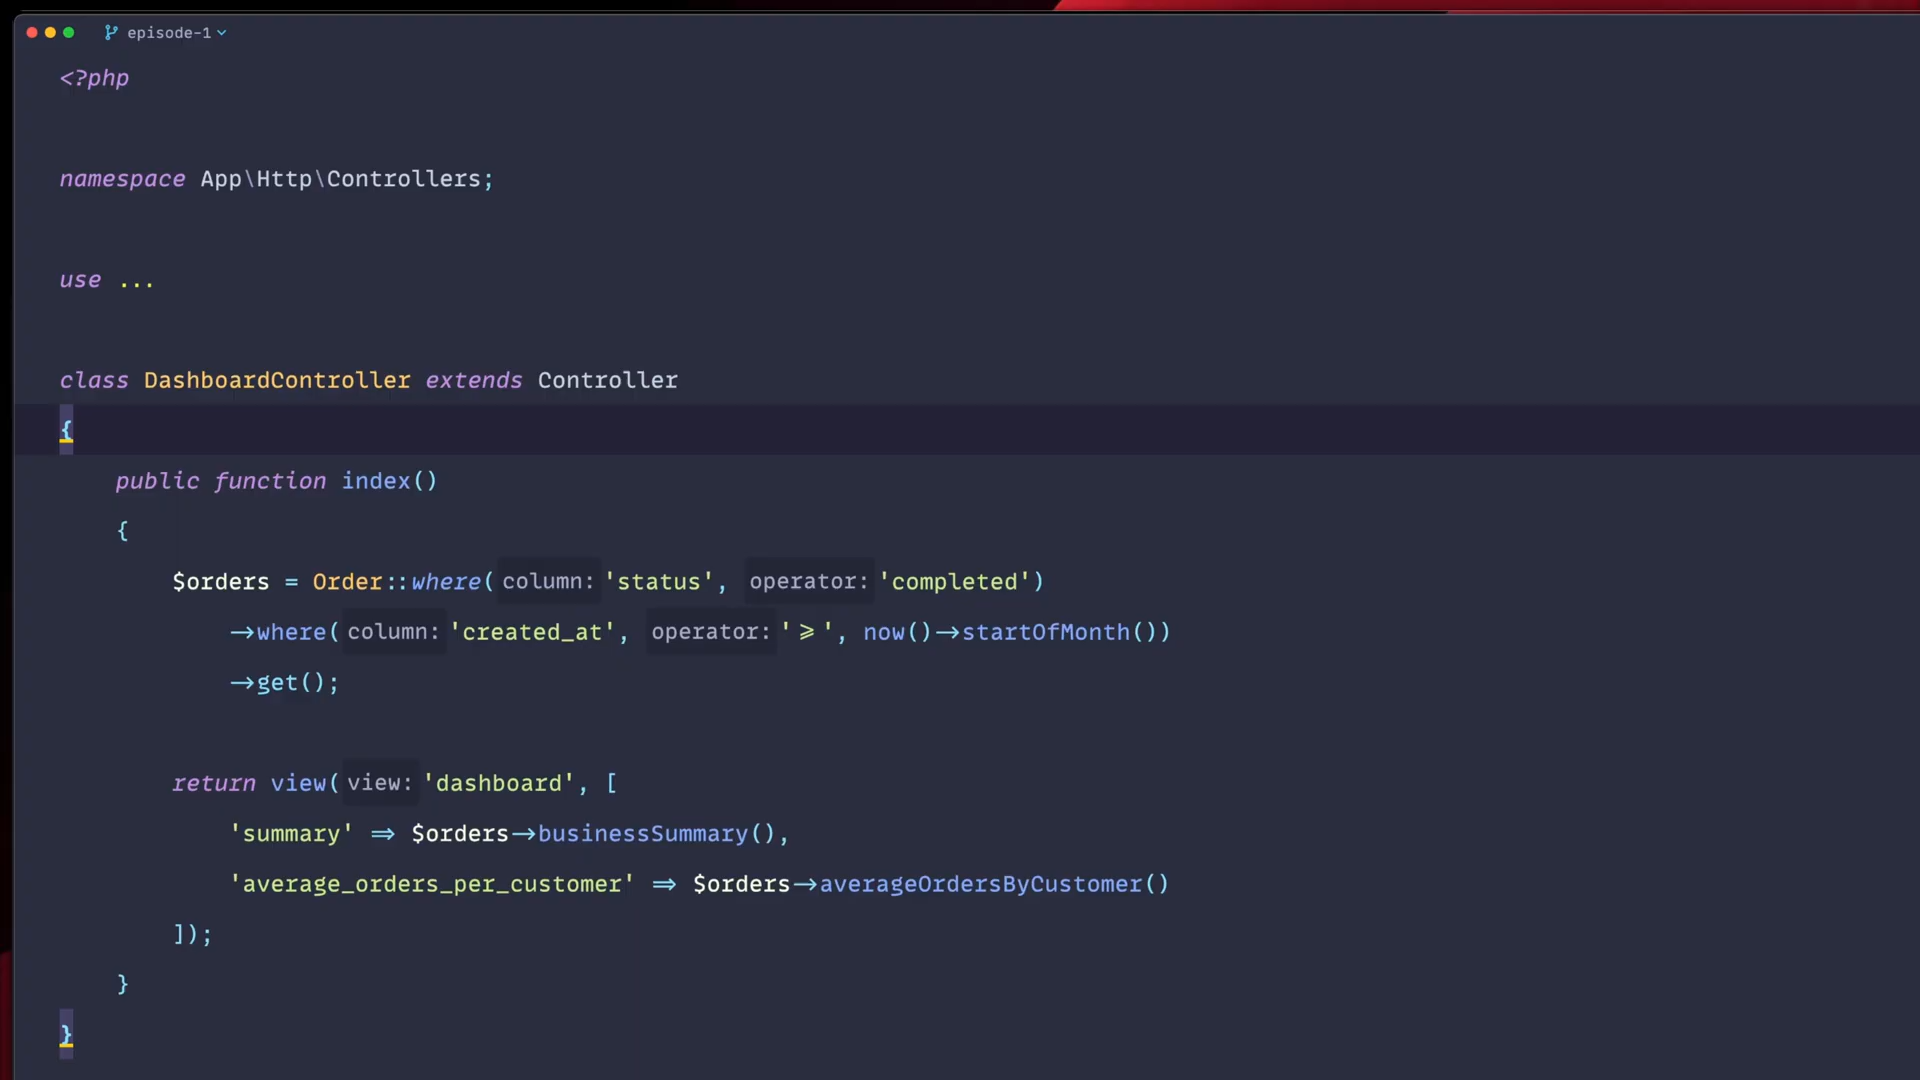 episode-1
<?php
namespace App\Http\Controllers;
use ...
class DashboardController extends Controller
{
public function index()
{
$orders = Order::where( column: 'status', operator: 'completed')
->where( column: 'created_at', operator: '>=', now()->startOfMonth())
->get();
return view( view: 'dashboard', [
'summary' => $orders->businessSummary(),
'average_orders_per_customer' => $orders->averageOrdersByCustomer()
]);
}
}